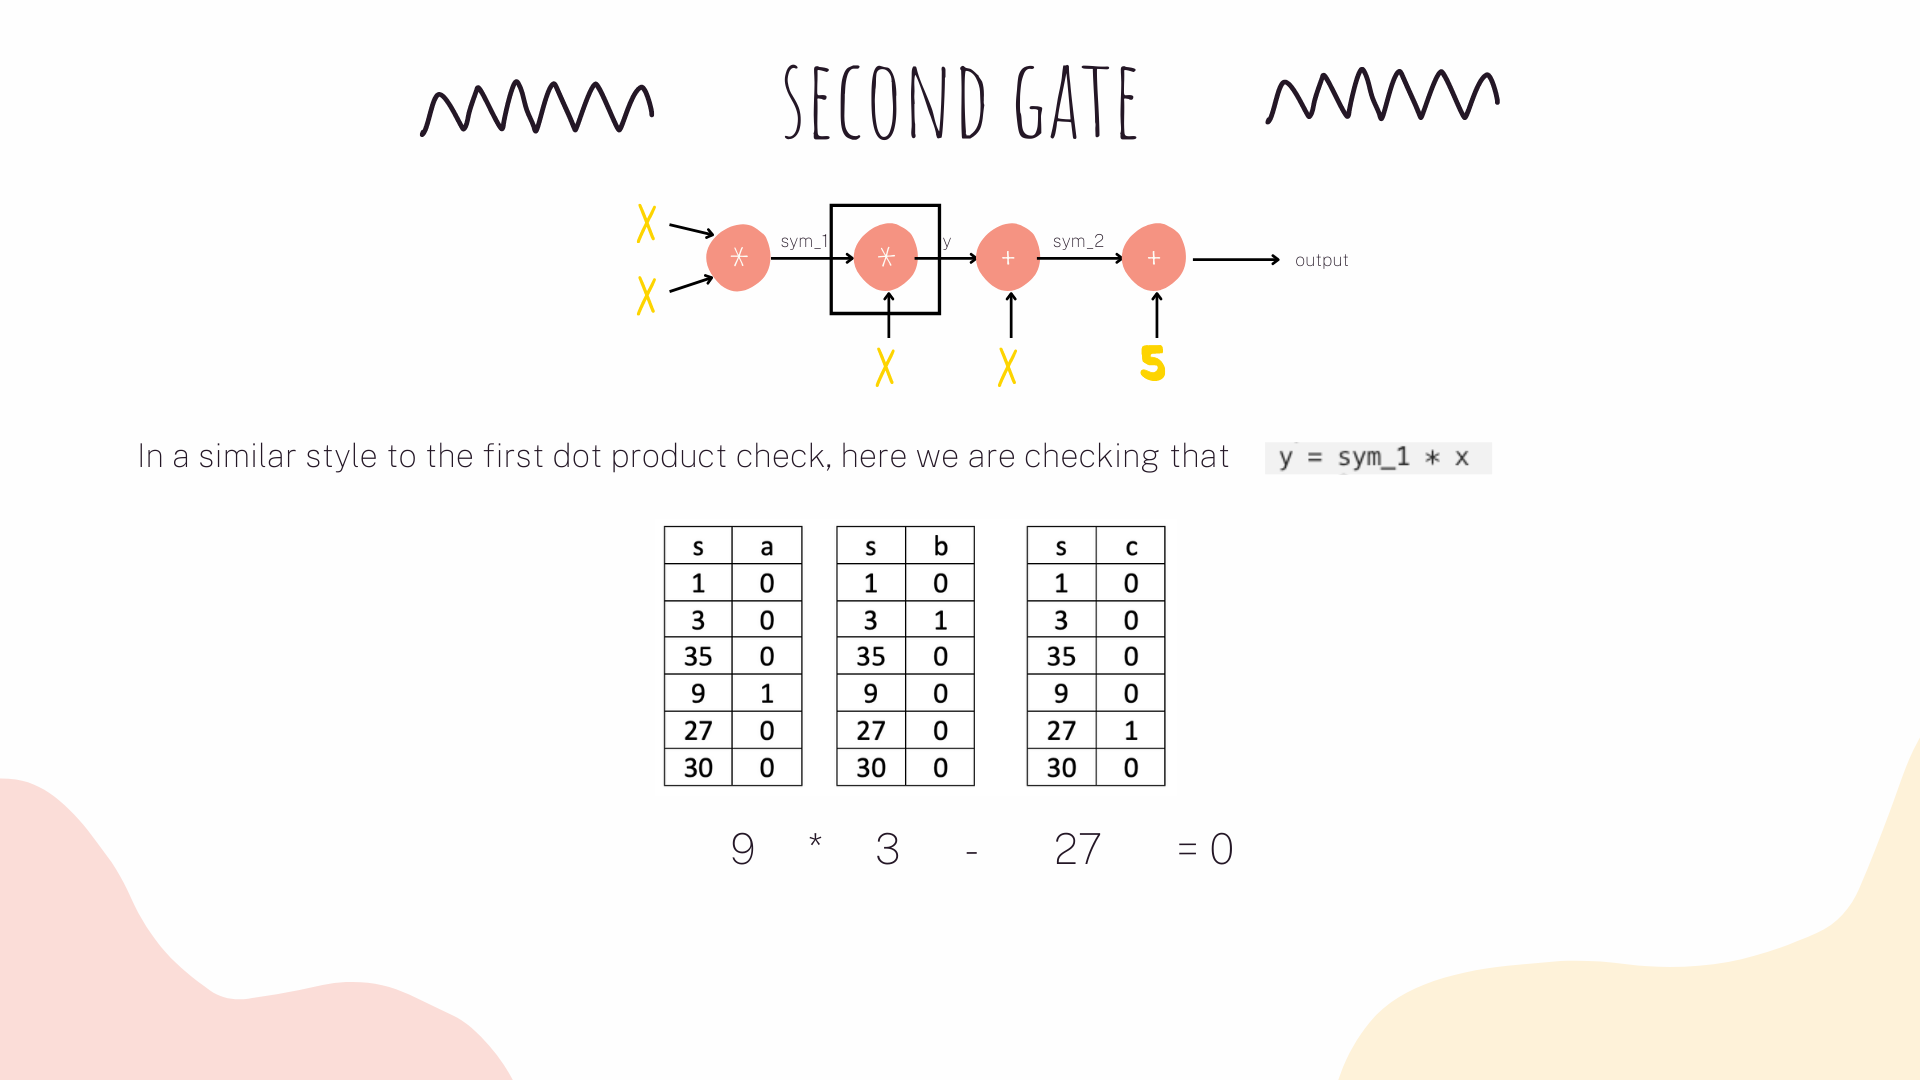 SECOND GATE
X
X
*
sym_1
*
y
+
sym_2
+
output
X
X
5
In a similar style to the first dot product check, here we are checking that y = sym_1 * x
s a s b s c
1 0 1 0 1 0
3 0 3 1 3 0
35 0 35 0 35 0
9 1 9 0 9 0
27 0 27 0 27 1
30 0 30 0 30 0
9 * 3 - 27 = 0